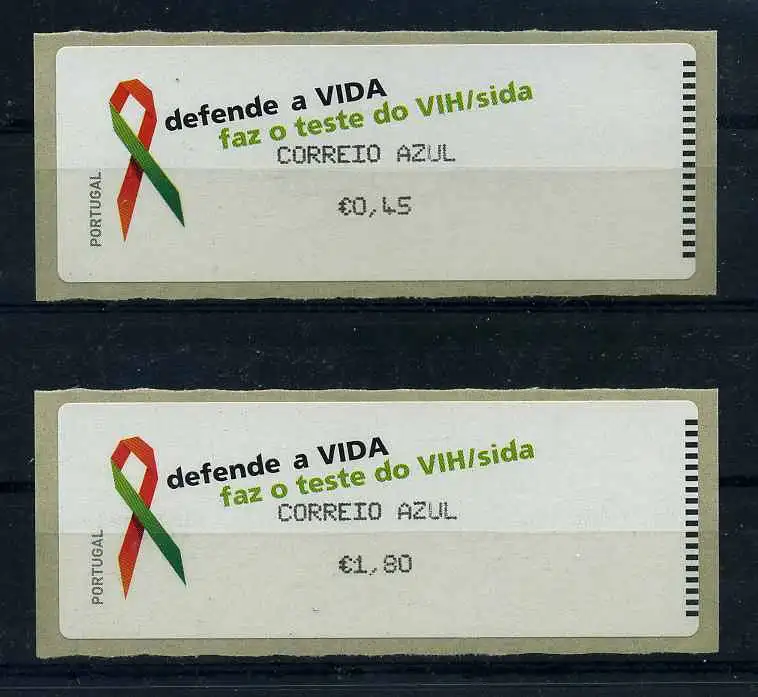 defende a VIDA
faz o teste do VIH/sida
CORREIO AZUL
€0,45
PORTUGAL
defende a VIDA
faz o teste do VIH/sida
CORREIO AZUL
€1,80
PORTUGAL